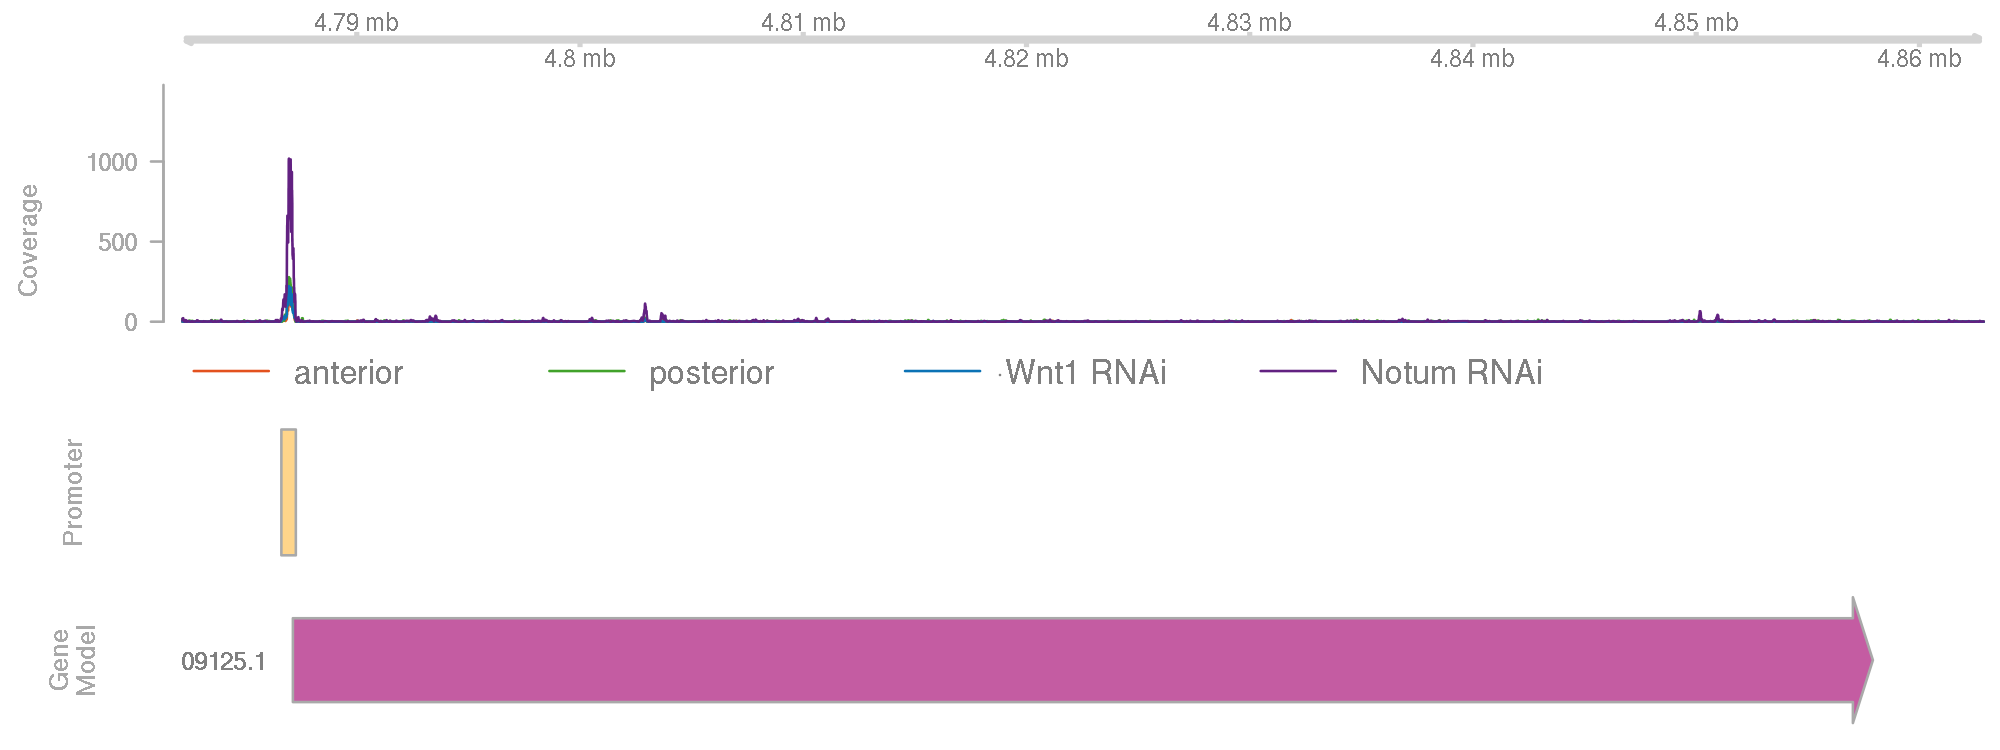 4.79 mb 4.81 mb 4.83 mb 4.85 mb
4.8 mb 4.82 mb 4.84 mb 4.86 mb
Coverage
1000
500
0
anterior posterior Wnt1 RNAi Notum RNAi
Promoter
Gene
Model
09125.1